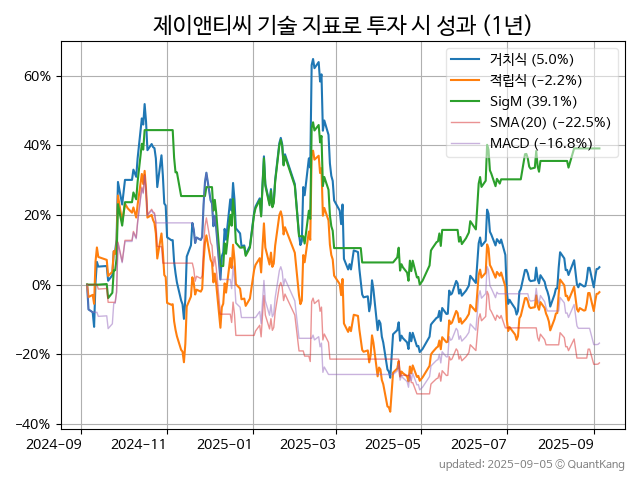 제이앤티씨 기술 지표로 투자 시 성과 (1년)
거치식 (5.0%)
적립식 (−2.2%)
SigM (39.1%)
SMA(20) (−22.5%)
MACD (−16.8%)
60%
40%
20%
0%
−20%
−40%
2024-09 2024-11 2025-01 2025-03 2025-05 2025-07 2025-09
updated: 2025-09-05 ⓒ QuantKang